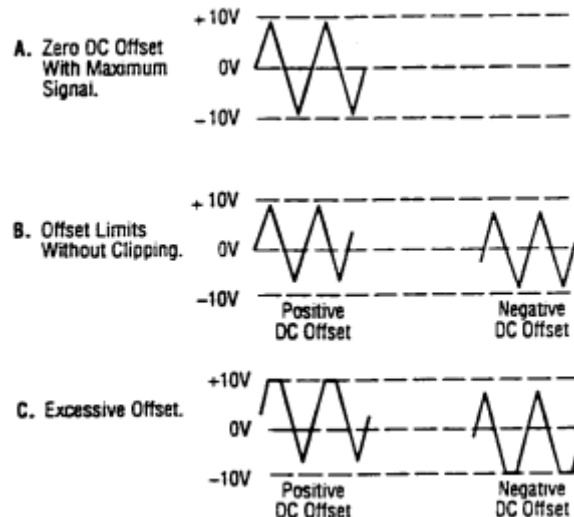 +10V
A. Zero DC Offset
With Maximum
Signal.
0V
−10V
+10V
B. Offset Limits
Without Clipping.
0V
−10V
Positive
DC Offset
Negative
DC Offset
+10V
C. Excessive Offset.
0V
−10V
Positive
DC Offset
Negative
DC Offset